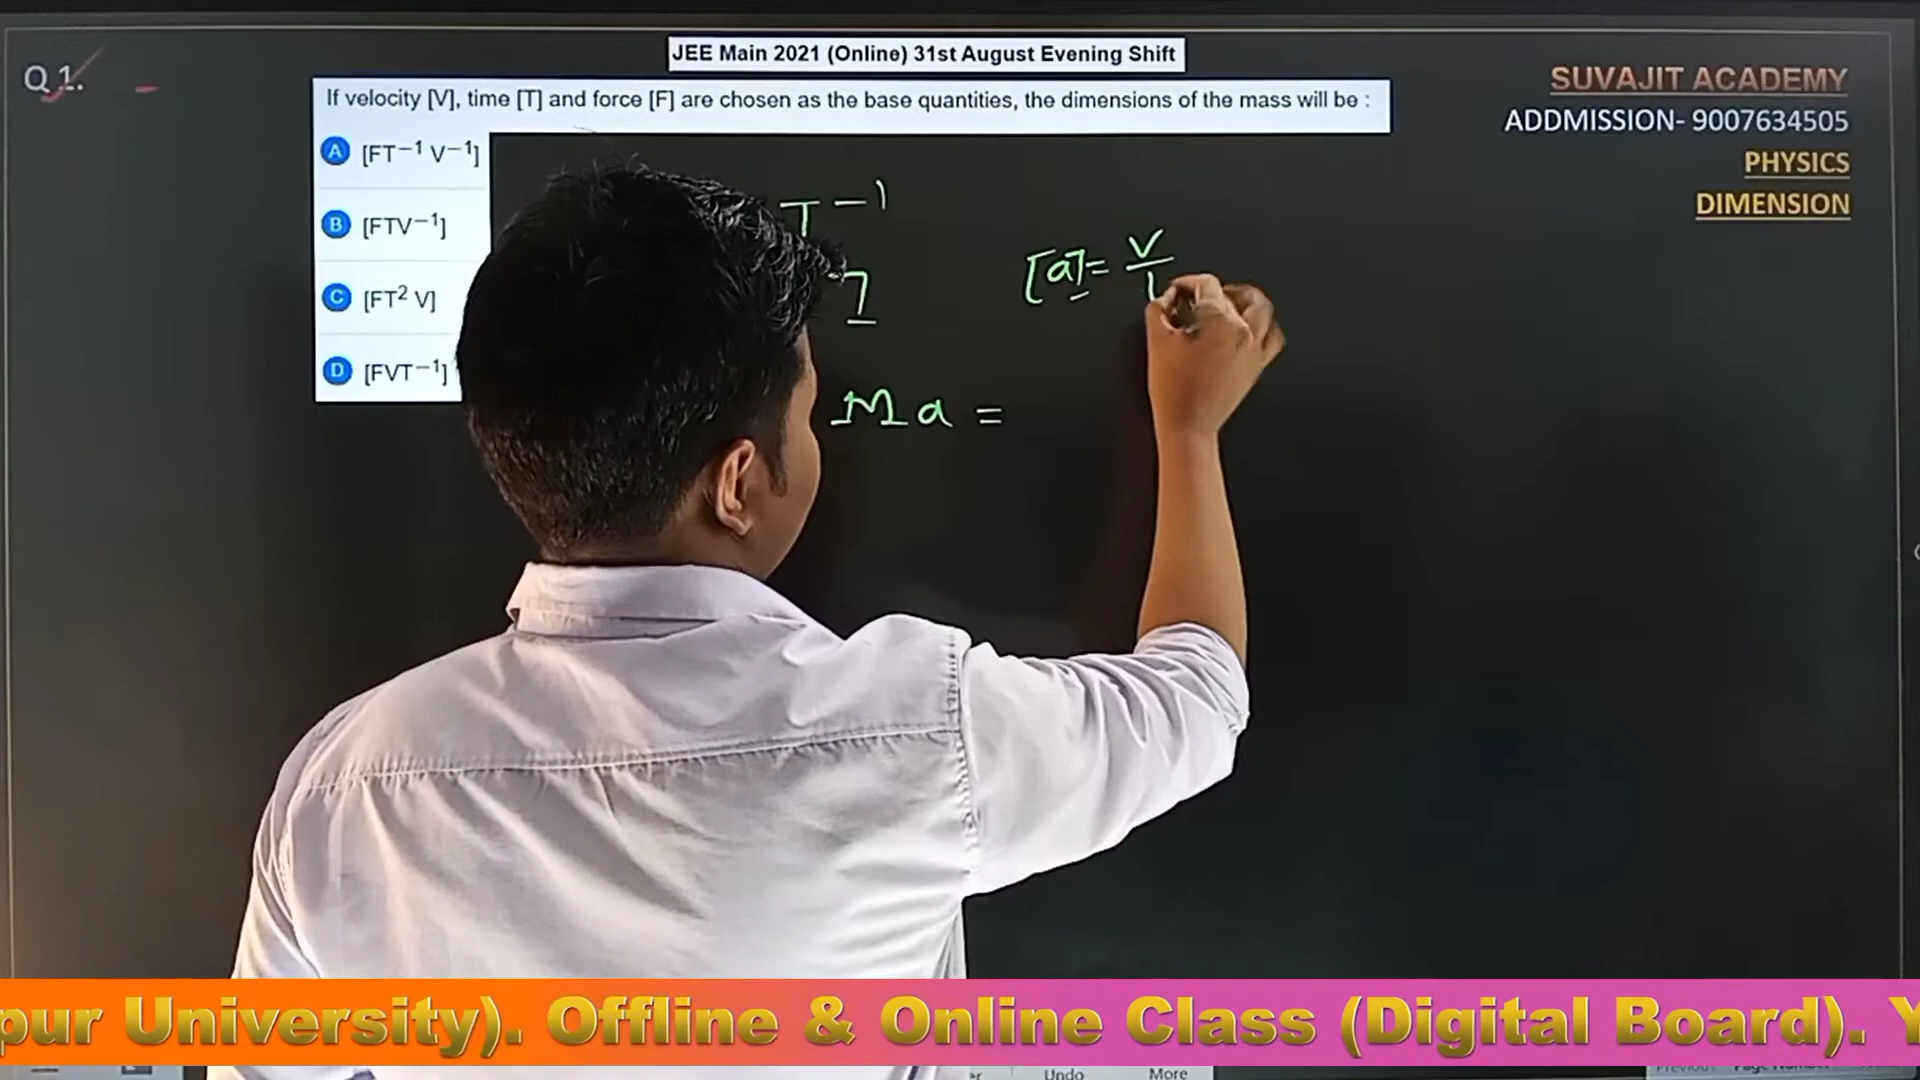 Q 1.
JEE Main 2021 (Online) 31st August Evening Shift
If velocity [V], time [T] and force [F] are chosen as the base quantities, the dimensions of the mass will be :
A [FT⁻¹ V⁻¹]
B [FTV⁻¹]
C [FT² V]
D [FVT⁻¹]
SUVAJIT ACADEMY
ADDMISSION- 9007634505
PHYSICS
DIMENSION
T⁻¹
[a] = V
Ma =
pur University). Offline & Online Class (Digital Board). Y
Undo
More
Previous